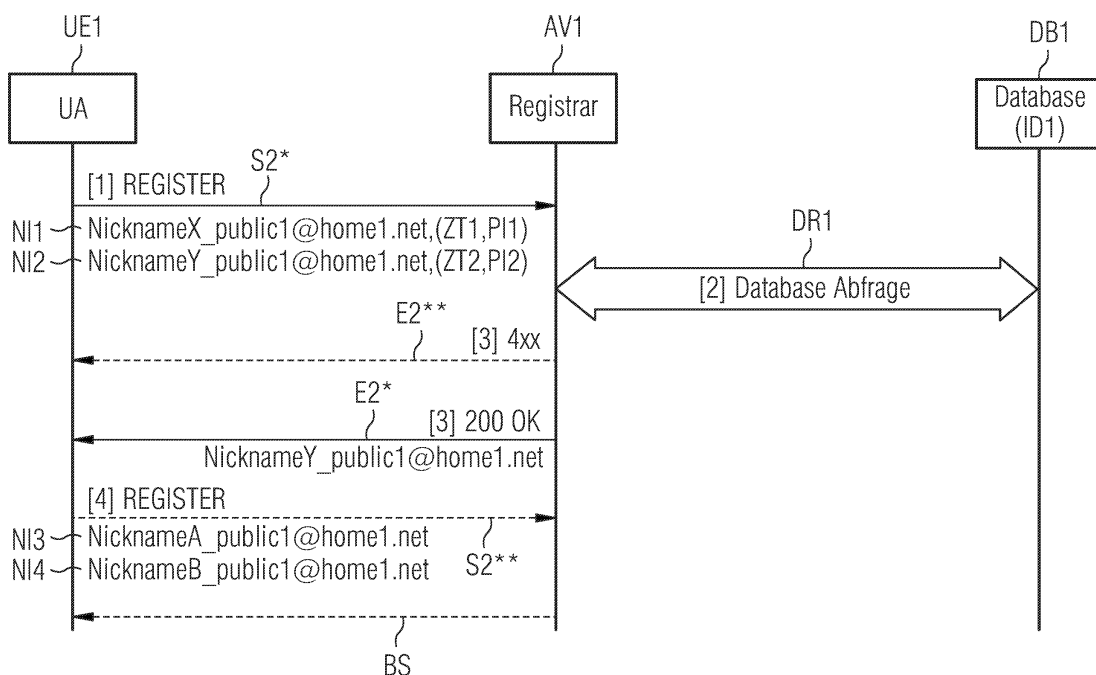 UE1
AV1
DB1
UA
Registrar
Database
(ID1)
S2*
[1] REGISTER
NI1
NicknameX_public1@home1.net,(ZT1,PI1)
NI2
NicknameY_public1@home1.net,(ZT2,PI2)
DR1
[2] Database Abfrage
E2**
[3] 4xx
E2*
[3] 200 OK
NicknameY_public1@home1.net
[4] REGISTER
NI3
NicknameA_public1@home1.net
NI4
NicknameB_public1@home1.net
S2**
BS